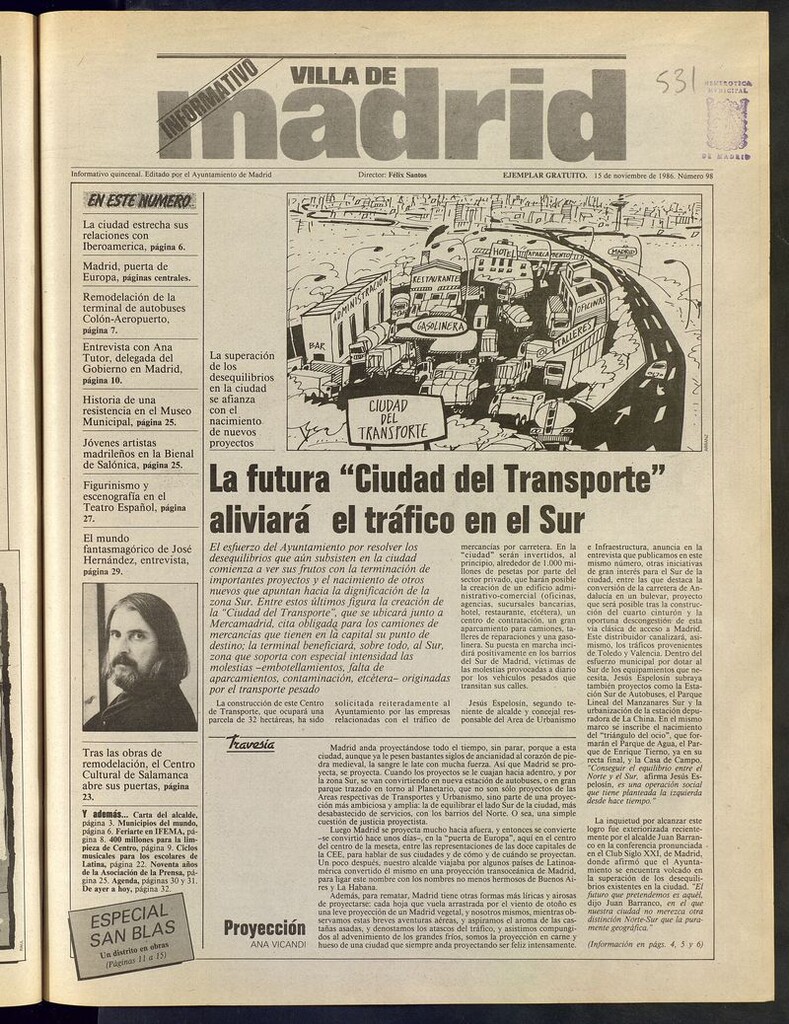 INFORMATIVO
VILLA DE
madrid
531
HEMEROTECA
MUNICIPAL
DE MADRID
Informativo quincenal. Editado por el Ayuntamiento de Madrid
Director: Félix Santos
EJEMPLAR GRATUITO. 15 de noviembre de 1986. Número 98
EN ESTE NUMERO
La ciudad estrecha sus
relaciones con
Iberoamerica, página 6.
Madrid, puerta de
Europa, páginas centrales.
Remodelación de la
terminal de autobuses
Colón-Aeropuerto,
página 7.
Entrevista con Ana
Tutor, delegada del
Gobierno en Madrid,
página 10.
Historia de una
resistencia en el Museo
Municipal, página 25.
Jóvenes artistas
madrileños en la Bienal
de Salónica, página 25.
Figurinismo y
escenografía en el
Teatro Español, página
27.
El mundo
fantasmagórico de José
Hernández, entrevista,
página 29.
Tras las obras de
remodelación, el Centro
Cultural de Salamanca
abre sus puertas, página
23.
Y además... Carta del alcalde,
página 3. Municipios del mundo,
página 6. Feriarte en IFEMA, pá-
gina 8. 400 millones para la lim-
pieza de Centro, página 9. Ciclos
musicales para los escolares de
Latina, página 22. Noventa años
de la Asociación de la Prensa, pá-
gina 25. Agenda, páginas 30 y 31.
De ayer a hoy, página 32.
ESPECIAL
SAN BLAS
Un distrito en obras
(Páginas 11 a 15)
La superación
de los
desequilibrios
en la ciudad
se afianza
con el
nacimiento
de nuevos
proyectos
HOTEL
APARCAMIENTO
MADRID
RESTAURANTE
ADMINISTRACIÓN
OFICINAS
GASOLINERA
TALLERES
BAR
CIUDAD
DEL
TRANSPORTE
La futura “Ciudad del Transporte”
aliviará el tráfico en el Sur
El esfuerzo del Ayuntamiento por resolver los
desequilibrios que aún subsisten en la ciudad
comienza a ver sus frutos con la terminación de
importantes proyectos y el nacimiento de otros
nuevos que apuntan hacia la dignificación de la
zona Sur. Entre estos últimos figura la creación de
la "Ciudad del Transporte", que se ubicará junto a
Mercamadrid, cita obligada para los camiones de
mercancias que tienen en la capital su punto de
destino; la terminal beneficiará, sobre todo, al Sur,
zona que soporta con especial intensidad las
molestias –embotellamientos, falta de
aparcamientos, contaminación, etcétera– originadas
por el transporte pesado
La construcción de este Centro
de Transporte, que ocupará una
parcela de 32 hectáreas, ha sido
solicitada reiteradamente al
Ayuntamiento por las empresas
relacionadas con el tráfico de
mercancías por carretera. En la
"ciudad" serán invertidos, al
principio, alrededor de 1.000 mi-
llones de pesetas por parte del
sector privado, que harán posible
la creación de un edificio admi-
nistrativo-comercial (oficinas,
agencias, sucursales bancarias,
hotel, restaurante, etcétera), un
centro de contratación, un gran
aparcamiento para camiones, ta-
lleres de reparaciones y una gaso-
linera. Su puesta en marcha inci-
dirá positivamente en los barrios
del Sur de Madrid, víctimas de
las molestias provocadas a diario
por los vehículos pesados que
transitan sus calles.
Jesús Espelosín, segundo te-
niente de alcalde y concejal res-
ponsable del Area de Urbanismo
e Infraestructura, anuncia en la
entrevista que publicamos en este
mismo número, otras iniciativas
de gran interés para el Sur de la
ciudad, entre las que destaca la
conversión de la carretera de An-
dalucía en un bulevar, proyecto
que será posible tras la construc-
ción del cuarto cinturón y la
oportuna descongestión de esta
vía clásica de acceso a Madrid.
Este distribuidor canalizará, asi-
mismo, los tráficos provenientes
de Toledo y Valencia. Dentro del
esfuerzo municipal por dotar al
Sur de los equipamientos que ne-
cesita, Jesús Espelosín subraya
también proyectos como la Esta-
ción Sur de Autobuses, el Parque
Lineal del Manzanares Sur y la
urbanización de la estación depu-
radora de La China. En el mismo
marco se inscribe el nacimiento
del "triángulo del ocio", que for-
marán el Parque de Agua, el Par-
que de Enrique Tierno, ya en su
recta final, y la Casa de Campo.
"Conseguir el equilibrio entre el
Norte y el Sur, afirma Jesús Es-
pelosín, es una operación social
que tiene planteada la izquierda
desde hace tiempo."
La inquietud por alcanzar este
logro fue exteriorizada reciente-
mente por el alcalde Juan Barran-
co en la conferencia pronunciada
en el Club Siglo XXI, de Madrid,
donde afirmó que el Ayunta-
miento se encuentra volcado en
la superación de los desequili-
brios existentes en la ciudad. "El
futuro que pretendemos es aquél,
dijo Juan Barranco, en el que
nuestra ciudad no merezca otra
distinción Norte-Sur que la pura-
mente geográfica."
(Información en págs. 4, 5 y 6)
Travesía
Proyección
ANA VICANDI
Madrid anda proyectándose todo el tiempo, sin parar, porque a esta
ciudad, aunque ya le pesen bastantes siglos de ancianidad al corazón de pie-
dra medieval, la sangre le late con mucha fuerza. Así que Madrid se pro-
yecta, se proyecta. Cuando los proyectos se le cuajan hacia adentro, y por
la zona Sur, se van convirtiendo en nueva estación de autobuses, o en gran
parque trazado en torno al Planetario, que no son sólo proyectos de las
Areas respectivas de Transportes y Urbanismo, sino parte de una proyec-
ción más ambiciosa y amplia: la de equilibrar el lado Sur de la ciudad, más
desabastecido de servicios, con los barrios del Norte. O sea, una simple
cuestión de justicia proyectista.
Luego Madrid se proyecta mucho hacia afuera, y entonces se convierte
–se convirtió hace unos días–, en la "puerta de Europa", aquí en el centro
del centro de la meseta, entre las representaciones de las doce capitales de
la CEE, para hablar de sus ciudades y de cómo y de cuándo se proyectan.
Un poco después, nuestro alcalde viajaba por algunos países de Latinoa-
mérica convirtiendo él mismo en una proyección transoceánica de Madrid,
para ligar este nombre con los nombres no menos hermosos de Buenos Ai-
res y La Habana.
Además, para rematar, Madrid tiene otras formas más líricas y airosas
de proyectarse: cada hoja que vuela arrastrada por el viento de otoño es
una leve proyección de un Madrid vegetal, y nosotros mismos, mientras ob-
servamos estas breves aventuras aéreas, y aspiramos el aroma de las cas-
tañas asadas, y denostamos los atascos del tráfico, y asistimos compungi-
dos al advenimiento de los grandes fríos, somos la proyección en carne y
hueso de una ciudad que siempre anda proyectando ser feliz intensamente.